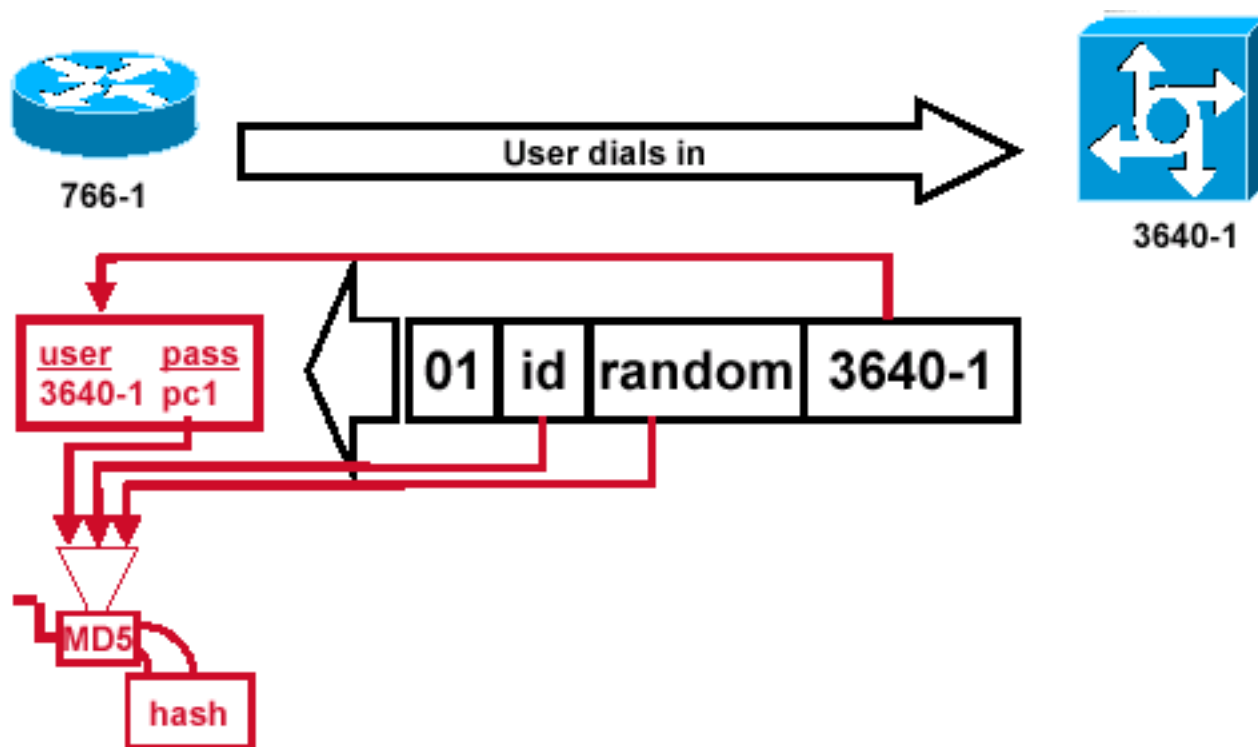 User dials in
766-1
3640-1
user pass
3640-1 pc1
01 id random 3640-1
MD5
hash